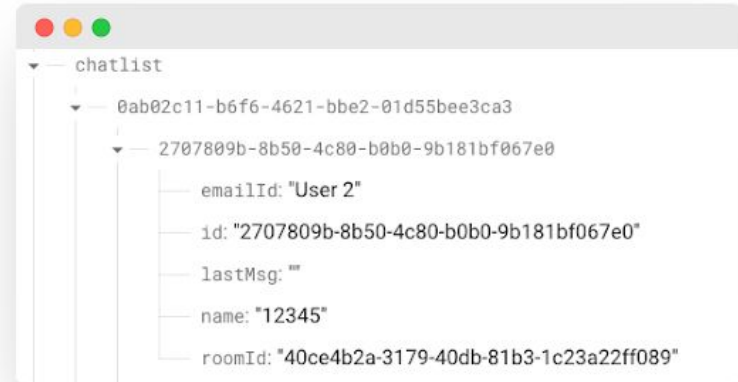 chatlist
0ab02c11-b6f6-4621-bbe2-01d55bee3ca3
2707809b-8b50-4c80-b0b0-9b181bf067e0
emailId: "User 2"
id: "2707809b-8b50-4c80-b0b0-9b181bf067e0"
lastMsg: ""
name: "12345"
roomId: "40ce4b2a-3179-40db-81b3-1c23a22ff089"